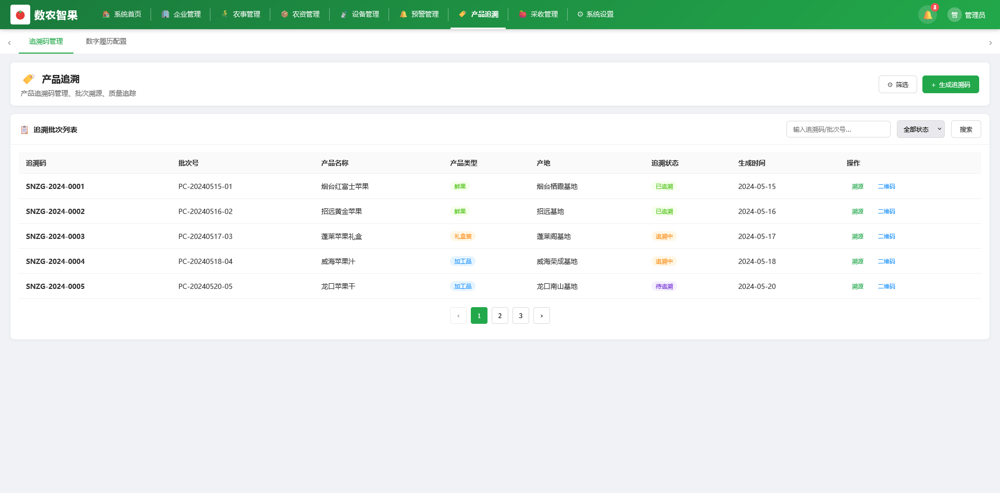 数农智果
系统首页 企业管理 农事管理 农资管理 设备管理 预警管理 产品追溯 采收管理 系统设置
3
管 管理员
‹ 追溯码管理 数字履历配置 ›
产品追溯
产品追溯码管理、批次溯源、质量追踪
筛选
+ 生成追溯码
追溯批次列表
输入追溯码/批次号...
全部状态
搜索
追溯码 批次号 产品名称 产品类型 产地 追溯状态 生成时间 操作
SNZG-2024-0001 PC-20240515-01 烟台红富士苹果 鲜果 烟台栖霞基地 已追溯 2024-05-15 溯源 二维码
SNZG-2024-0002 PC-20240516-02 招远黄金苹果 鲜果 招远基地 已追溯 2024-05-16 溯源 二维码
SNZG-2024-0003 PC-20240517-03 蓬莱苹果礼盒 礼盒装 蓬莱阁基地 追溯中 2024-05-17 溯源 二维码
SNZG-2024-0004 PC-20240518-04 威海苹果汁 加工品 威海荣成基地 追溯中 2024-05-18 溯源 二维码
SNZG-2024-0005 PC-20240520-05 龙口苹果干 加工品 龙口南山基地 待追溯 2024-05-20 溯源 二维码
‹ 1 2 3 ›